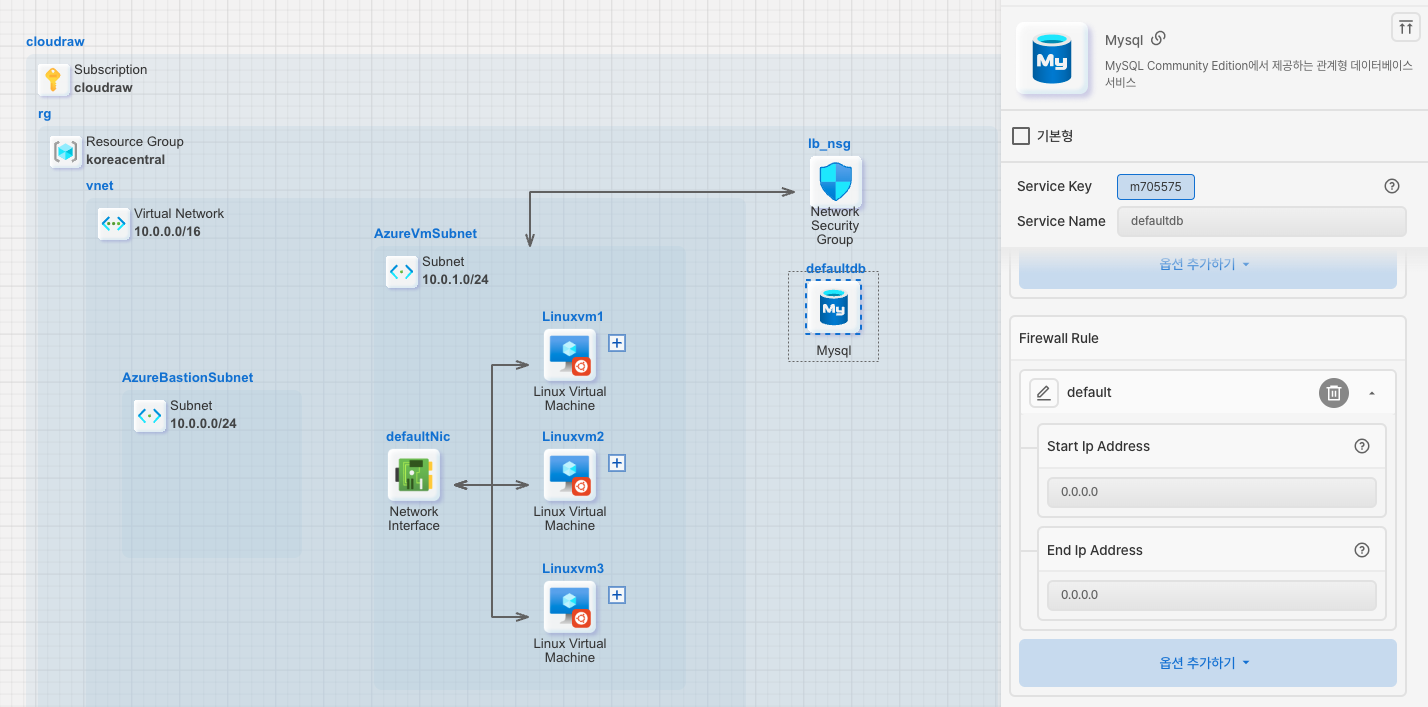 cloudraw
Subscription
cloudraw
rg
Resource Group
koreacentral
vnet
Virtual Network
10.0.0.0/16
AzureBastionSubnet
Subnet
10.0.0.0/24
AzureVmSubnet
Subnet
10.0.1.0/24
defaultNic
Network
Interface
Linuxvm1
Linux Virtual
Machine
Linuxvm2
Linux Virtual
Machine
Linuxvm3
Linux Virtual
Machine
lb_nsg
Network
Security
Group
defaultdb
My
Mysql
My
Mysql
MySQL Community Edition에서 제공하는 관계형 데이터베이스
서비스
기본형
Service Key
m705575
Service Name
defaultdb
옵션 추가하기
Firewall Rule
default
Start Ip Address
0.0.0.0
End Ip Address
0.0.0.0
옵션 추가하기